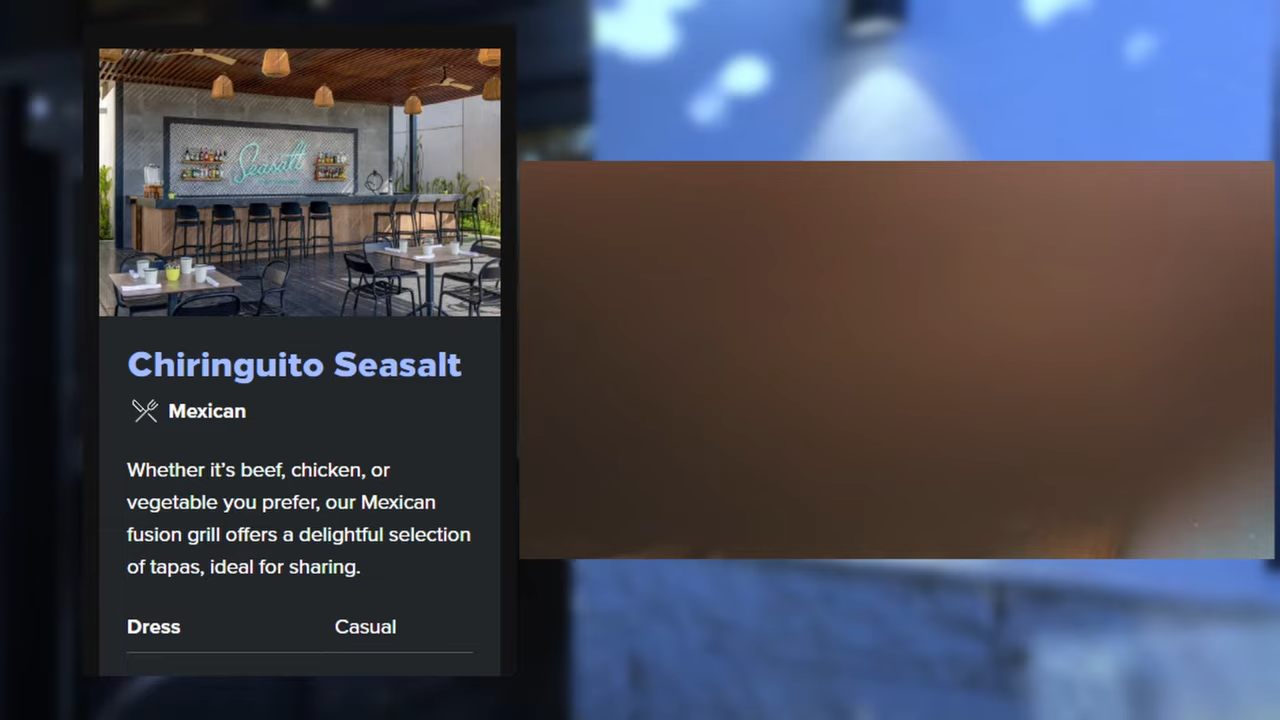 Seasalt
Chiringuito Seasalt
Mexican
Whether it’s beef, chicken, or
vegetable you prefer, our Mexican
fusion grill offers a delightful selection
of tapas, ideal for sharing.
Dress Casual